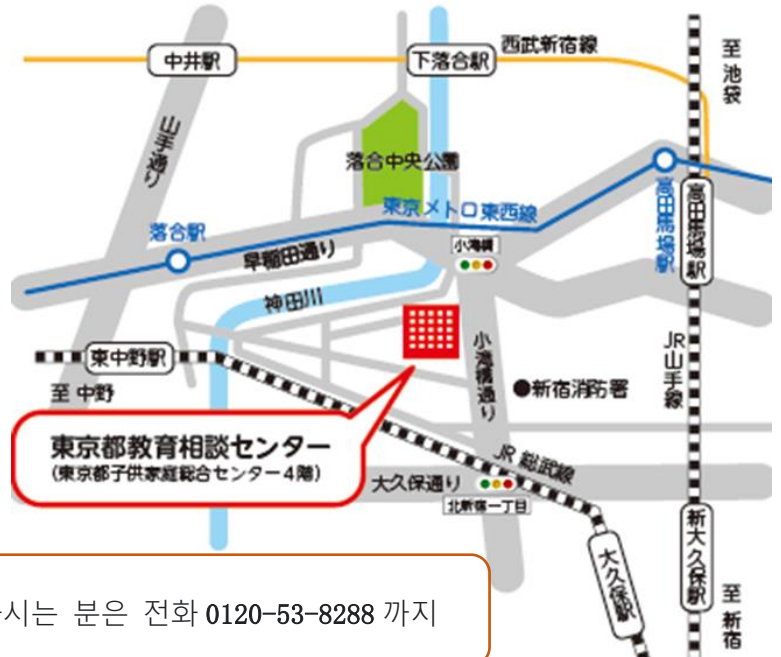 中井駅
下落合駅
西武新宿線
至池袋
山手通り
落合中央公園
東京メトロ東西線
高田馬場駅
高田馬場駅
落合駅
早稲田通り
小滝橋
神田川
小滝橋通り
JR山手線
東中野駅
至 中野
●新宿消防署
東京都教育相談センター
(東京都子供家庭総合センター4階)
JR 総武線
大久保通り
北新宿一丁目
大久保駅
新大久保駅
至新宿
시는 분은 전화 0120-53-8288 까지